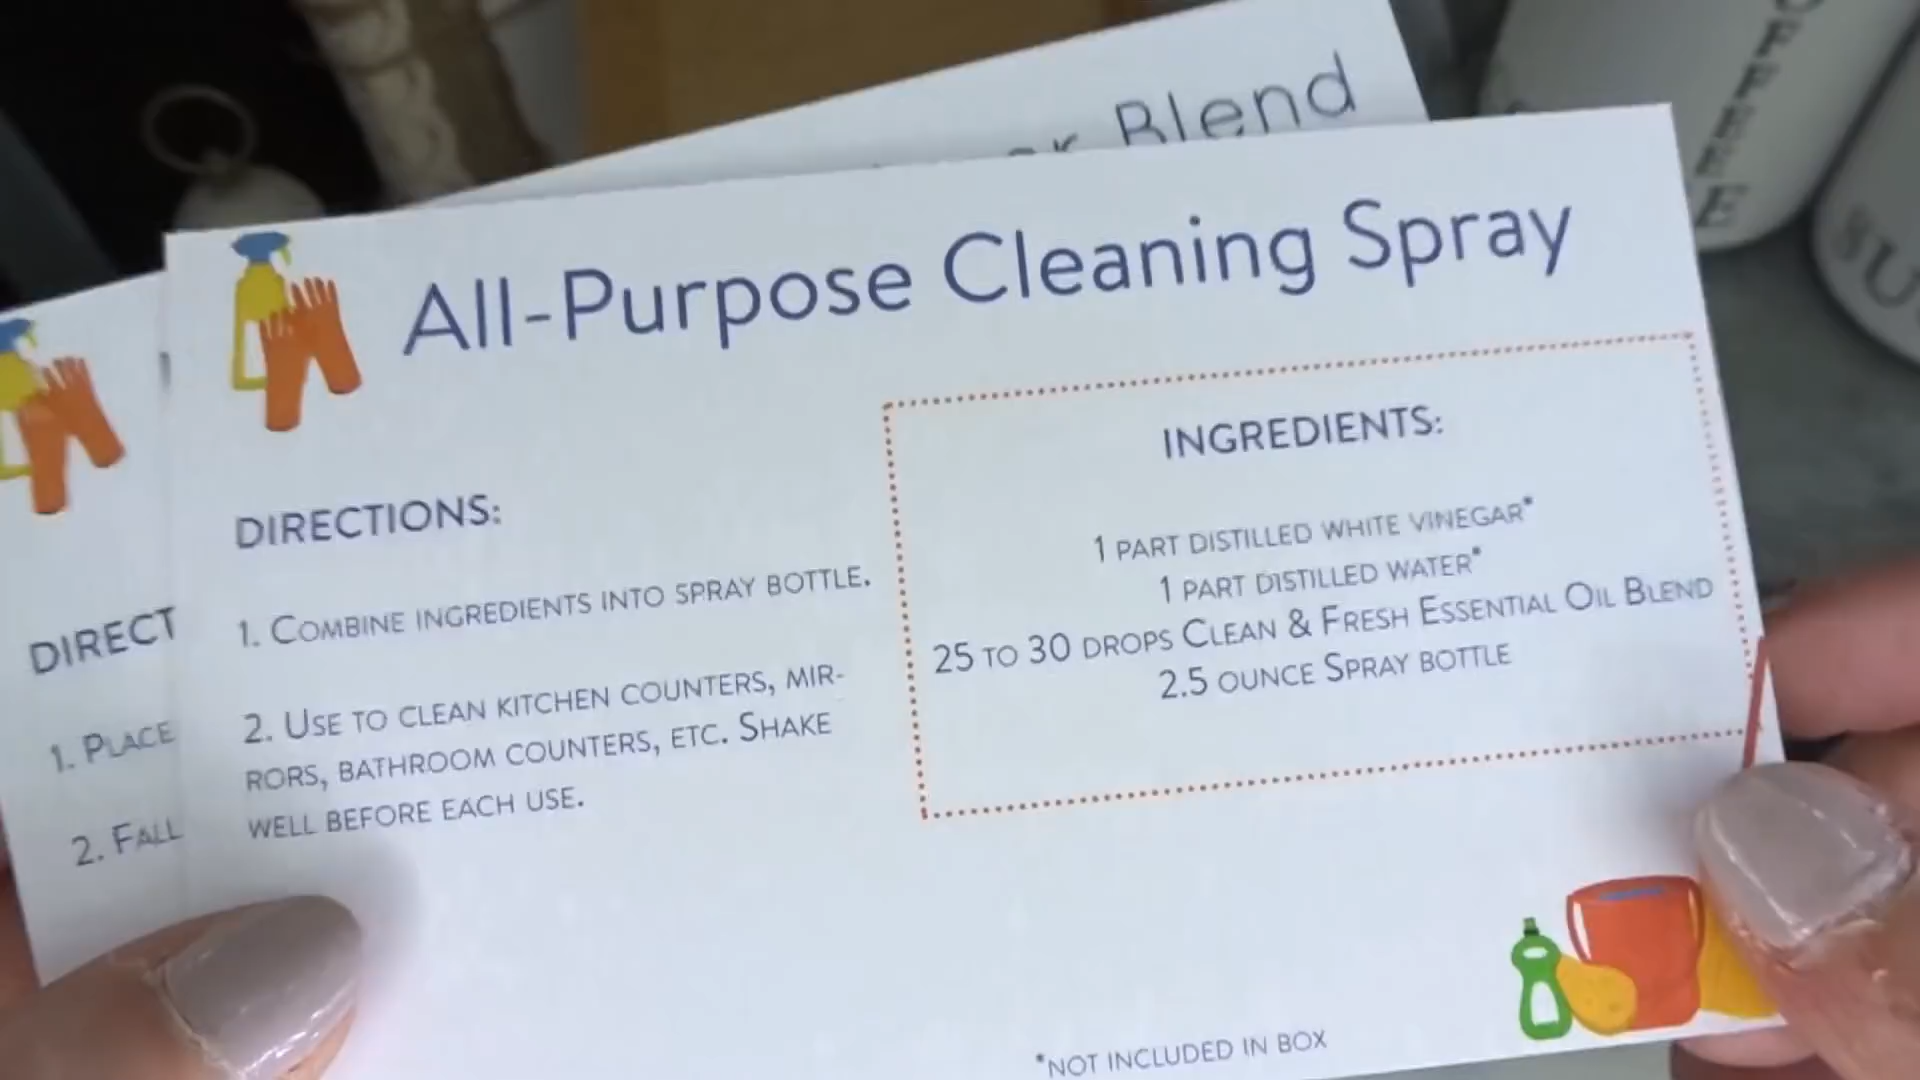 Blend
All-Purpose Cleaning Spray
DIRECTIONS:
1. COMBINE INGREDIENTS INTO SPRAY BOTTLE.
2. USE TO CLEAN KITCHEN COUNTERS, MIR-
RORS, BATHROOM COUNTERS, ETC. SHAKE
WELL BEFORE EACH USE.
INGREDIENTS:
1 PART DISTILLED WHITE VINEGAR*
1 PART DISTILLED WATER*
25 TO 30 DROPS CLEAN & FRESH ESSENTIAL OIL BLEND
2.5 OUNCE SPRAY BOTTLE
*NOT INCLUDED IN BOX
DIRECT
1. PLACE
2. FALL